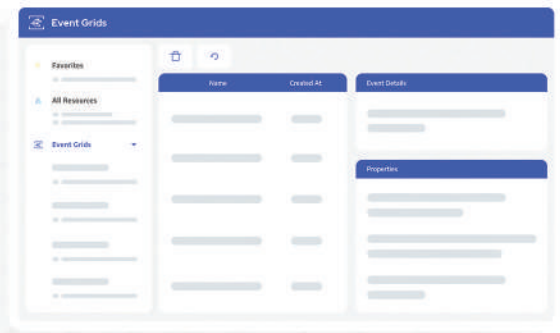 Event Grids
Favorites
All Resources
Event Grids
Name Created At
Event Details
Properties